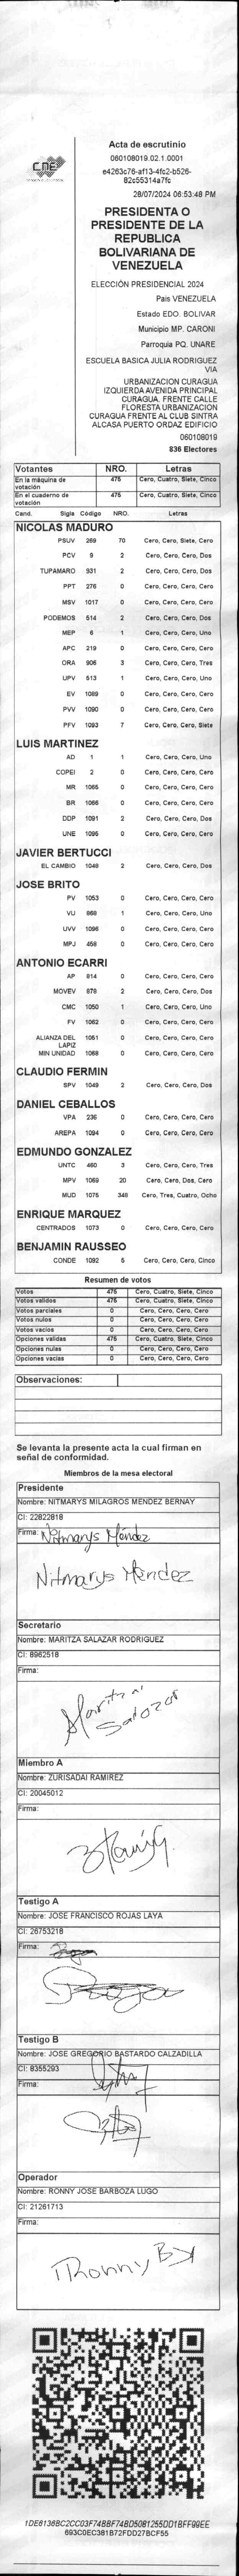 CNE
Acta de escrutinio
060108019.02.1.0001
e4263c76-af13-4fc2-b526-
82c55314a7fc
28/07/2024 06:53:48 PM
PRESIDENTA O
PRESIDENTE DE LA
REPUBLICA
BOLIVARIANA DE
VENEZUELA
ELECCIÓN PRESIDENCIAL 2024
Pais VENEZUELA
Estado EDO. BOLIVAR
Municipio MP. CARONI
Parroquia PQ. UNARE
ESCUELA BASICA JULIA RODRIGUEZ
VIA
URBANIZACION CURAGUA
IZQUIERDA AVENIDA PRINCIPAL
CURAGUA. FRENTE CALLE
FLORESTA URBANIZACION
CURAGUA FRENTE AL CLUB SINTRA
ALCASA PUERTO ORDAZ EDIFICIO
060108019
836 Electores
Votantes NRO. Letras
En la máquina de votación 475 Cero, Cuatro, Siete, Cinco
En el cuaderno de votación 475 Cero, Cuatro, Siete, Cinco
Cand. Sigla Código NRO. Letras
NICOLAS MADURO
PSUV 269 70 Cero, Cero, Siete, Cero
PCV 9 2 Cero, Cero, Cero, Dos
TUPAMARO 931 2 Cero, Cero, Cero, Dos
PPT 276 0 Cero, Cero, Cero, Cero
MSV 1017 0 Cero, Cero, Cero, Cero
PODEMOS 514 2 Cero, Cero, Cero, Dos
MEP 6 1 Cero, Cero, Cero, Uno
APC 219 0 Cero, Cero, Cero, Cero
ORA 906 3 Cero, Cero, Cero, Tres
UPV 513 1 Cero, Cero, Cero, Uno
EV 1089 0 Cero, Cero, Cero, Cero
PVV 1090 0 Cero, Cero, Cero, Cero
PFV 1093 7 Cero, Cero, Cero, Siete
LUIS MARTINEZ
AD 1 1 Cero, Cero, Cero, Uno
COPEI 2 0 Cero, Cero, Cero, Cero
MR 1065 0 Cero, Cero, Cero, Cero
BR 1066 0 Cero, Cero, Cero, Cero
DDP 1091 2 Cero, Cero, Cero, Dos
UNE 1095 0 Cero, Cero, Cero, Cero
JAVIER BERTUCCI
EL CAMBIO 1048 2 Cero, Cero, Cero, Dos
JOSE BRITO
PV 1053 0 Cero, Cero, Cero, Cero
VU 868 1 Cero, Cero, Cero, Uno
UVV 1096 0 Cero, Cero, Cero, Cero
MPJ 458 0 Cero, Cero, Cero, Cero
ANTONIO ECARRI
AP 814 0 Cero, Cero, Cero, Cero
MOVEV 878 2 Cero, Cero, Cero, Dos
CMC 1050 1 Cero, Cero, Cero, Uno
FV 1062 0 Cero, Cero, Cero, Cero
ALIANZA DEL LAPIZ 1051 0 Cero, Cero, Cero, Cero
MIN UNIDAD 1068 0 Cero, Cero, Cero, Cero
CLAUDIO FERMIN
SPV 1049 2 Cero, Cero, Cero, Dos
DANIEL CEBALLOS
VPA 236 0 Cero, Cero, Cero, Cero
AREPA 1094 0 Cero, Cero, Cero, Cero
EDMUNDO GONZALEZ
UNTC 460 3 Cero, Cero, Cero, Tres
MPV 1069 20 Cero, Cero, Dos, Cero
MUD 1075 348 Cero, Tres, Cuatro, Ocho
ENRIQUE MARQUEZ
CENTRADOS 1073 0 Cero, Cero, Cero, Cero
BENJAMIN RAUSSEO
CONDE 1092 5 Cero, Cero, Cero, Cinco
Resumen de votos
Votos 475 Cero, Cuatro, Siete, Cinco
Votos validos 475 Cero, Cuatro, Siete, Cinco
Votos parciales 0 Cero, Cero, Cero, Cero
Votos nulos 0 Cero, Cero, Cero, Cero
Votos vacios 0 Cero, Cero, Cero, Cero
Opciones validas 475 Cero, Cuatro, Siete, Cinco
Opciones nulas 0 Cero, Cero, Cero, Cero
Opciones vacias 0 Cero, Cero, Cero, Cero
Observaciones:
Se levanta la presente acta la cual firman en
señal de conformidad.
Miembros de la mesa electoral
Presidente
Nombre: NITMARYS MILAGROS MENDEZ BERNAY
CI: 22822818
Firma: Nitmarys Méndez
Nitmarys Méndez
Secretario
Nombre: MARITZA SALAZAR RODRIGUEZ
CI: 8962518
Firma:
Maritza
Salazar
Miembro A
Nombre: ZURISADAI RAMIREZ
CI: 20045012
Firma:
Testigo A
Nombre: JOSE FRANCISCO ROJAS LAYA
CI: 26753218
Firma:
Testigo B
Nombre: JOSE GREGORIO BASTARDO CALZADILLA
CI: 8355293
Firma:
Operador
Nombre: RONNY JOSE BARBOZA LUGO
CI: 21261713
Firma:
Ronny B
1DE6136BC2CC03F74BBF74BD5081255DD1BFF99EE
693C0EC381B72FDD27BCF55